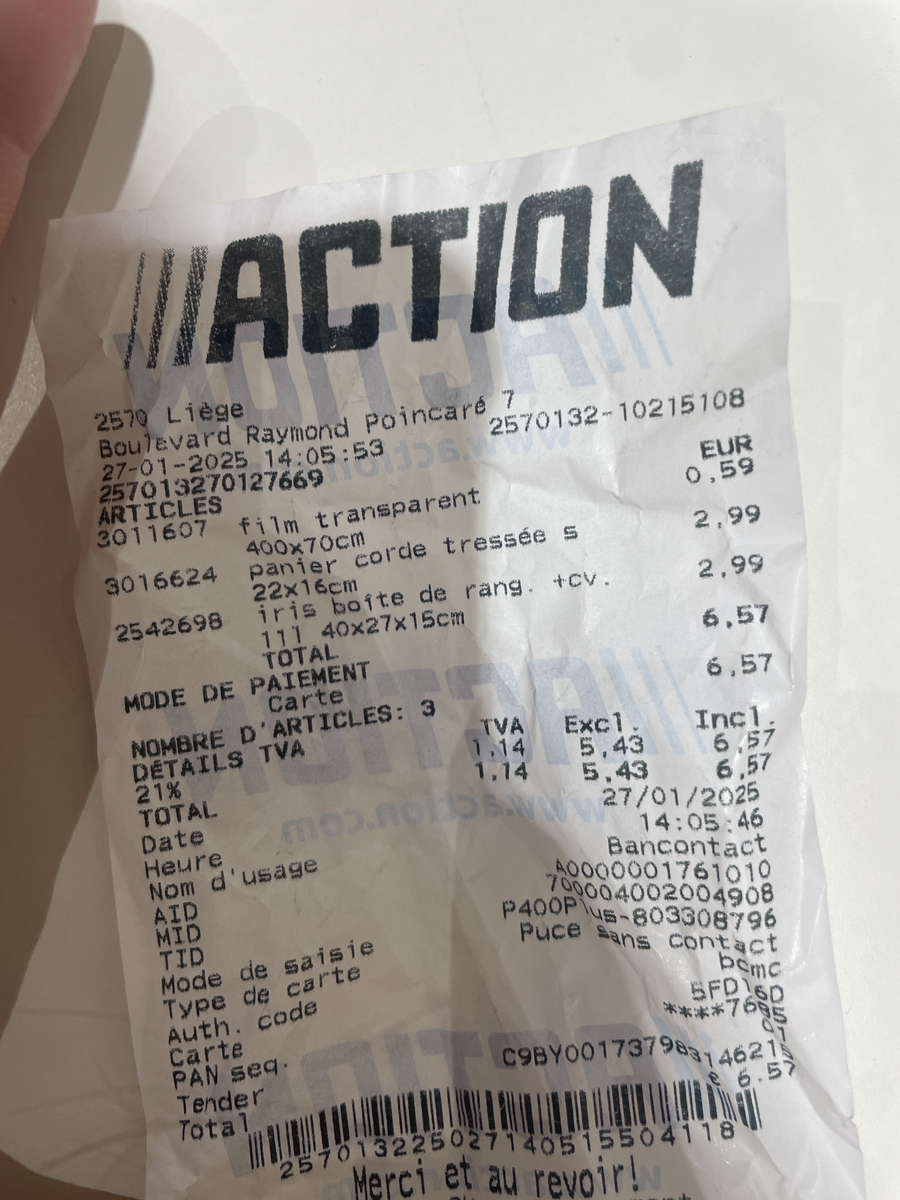 ACTION
2570 Liège
Boulevard Raymond Poincaré 7
27-01-2025 14:05:53 2570132-10215108
257013270127669
ARTICLES EUR
3011607 film transparent 0,59
400x70cm
3016624 panier corde tressée S 2,99
22x16cm
2542698 iris boîte de rang. +cv. 2,99
11l 40x27x15cm
TOTAL 6,57
MODE DE PAIEMENT
Carte 6,57
NOMBRE D'ARTICLES: 3
DÉTAILS TVA TVA Excl. Incl.
21% 1,14 5,43 6,57
TOTAL 1,14 5,43 6,57
Date 27/01/2025
Heure 14:05:46
Nom d'usage Bancontact
AID A0000001761010
MID 700004002004908
TID P400Plus-803308796
Mode de saisie Puce sans contact
Type de carte bcmc
Auth. code 5FD16D
Carte
PAN seq. 01
Tender
Total € 6.57
257013225027140515504118
Merci et au revoir!